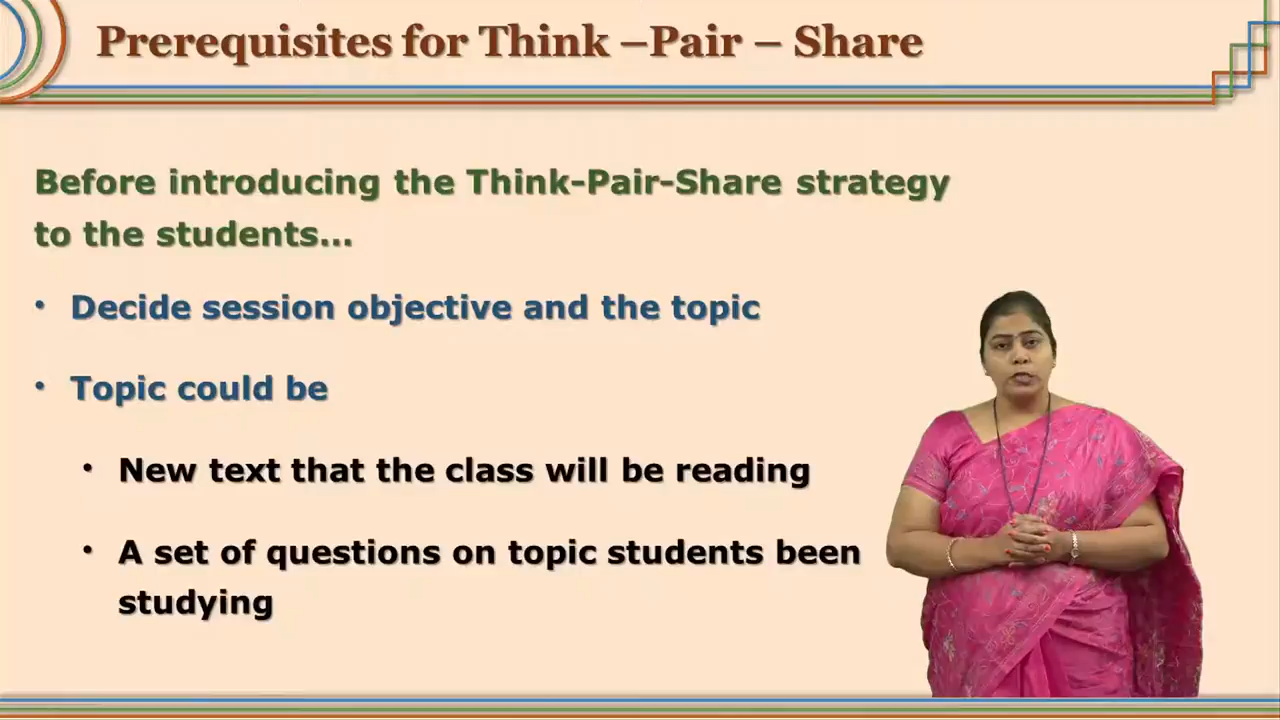 Prerequisites for Think –Pair – Share
Before introducing the Think-Pair-Share strategy
to the students...
• Decide session objective and the topic
• Topic could be
• New text that the class will be reading
• A set of questions on topic students been
studying